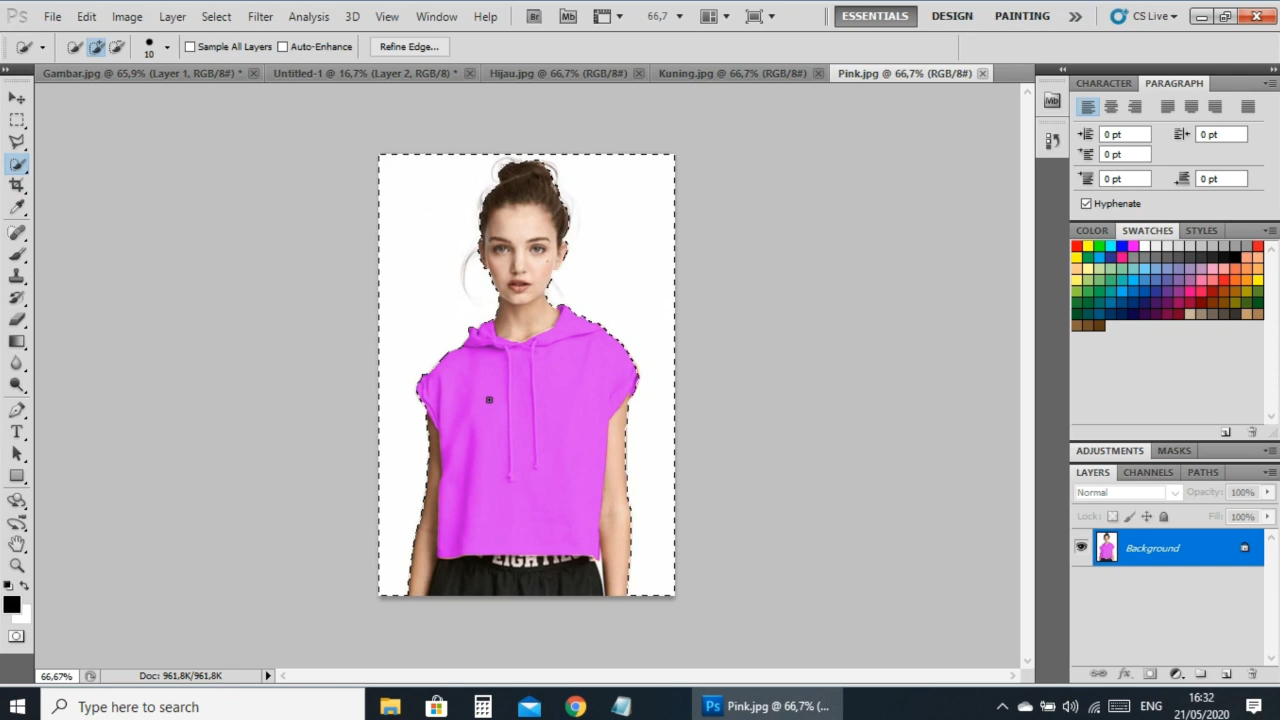 Ps File Edit Image Layer Select Filter Analysis 3D View Window Help Br Mb 66,7 ESSENTIALS DESIGN PAINTING CS Live
10 Sample All Layers Auto-Enhance Refine Edge...
Gambar.jpg @ 65,9% (Layer 1, RGB/8#) * Untitled-1 @ 16,7% (Layer 2, RGB/8) * Hijau.jpg @ 66,7% (RGB/8#) Kuning.jpg @ 66,7% (RGB/8#) Pink.jpg @ 66,7% (RGB/8#)
CHARACTER PARAGRAPH
Mb
0 pt 0 pt
0 pt
0 pt 0 pt
Hyphenate
COLOR SWATCHES STYLES
T
ADJUSTMENTS MASKS
LAYERS CHANNELS PATHS
Normal Opacity: 100%
Lock: Fill: 100%
Background
EIGHTIES
fx
66,67% Doc: 961,8K/961,8K
Type here to search
Ps Pink.jpg @ 66,7% (...
ENG
16:32
21/05/2020